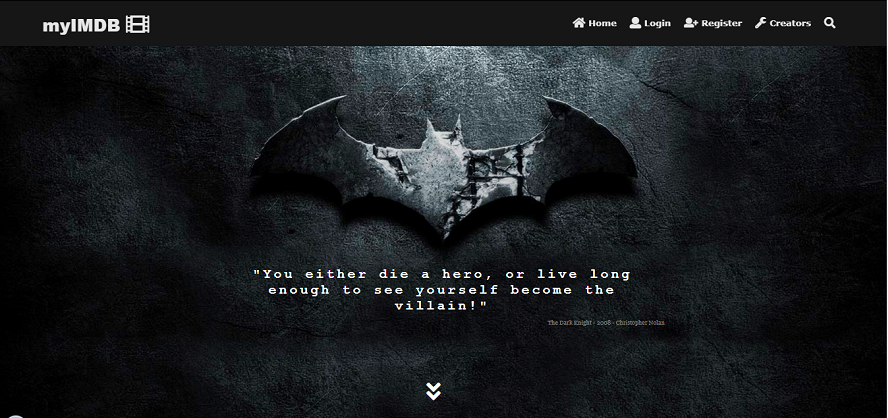 myIMDB
Home Login Register Creators
"You either die a hero, or live long
enough to see yourself become the
villain!"
The Dark Knight - 2008 - Christopher Nolan